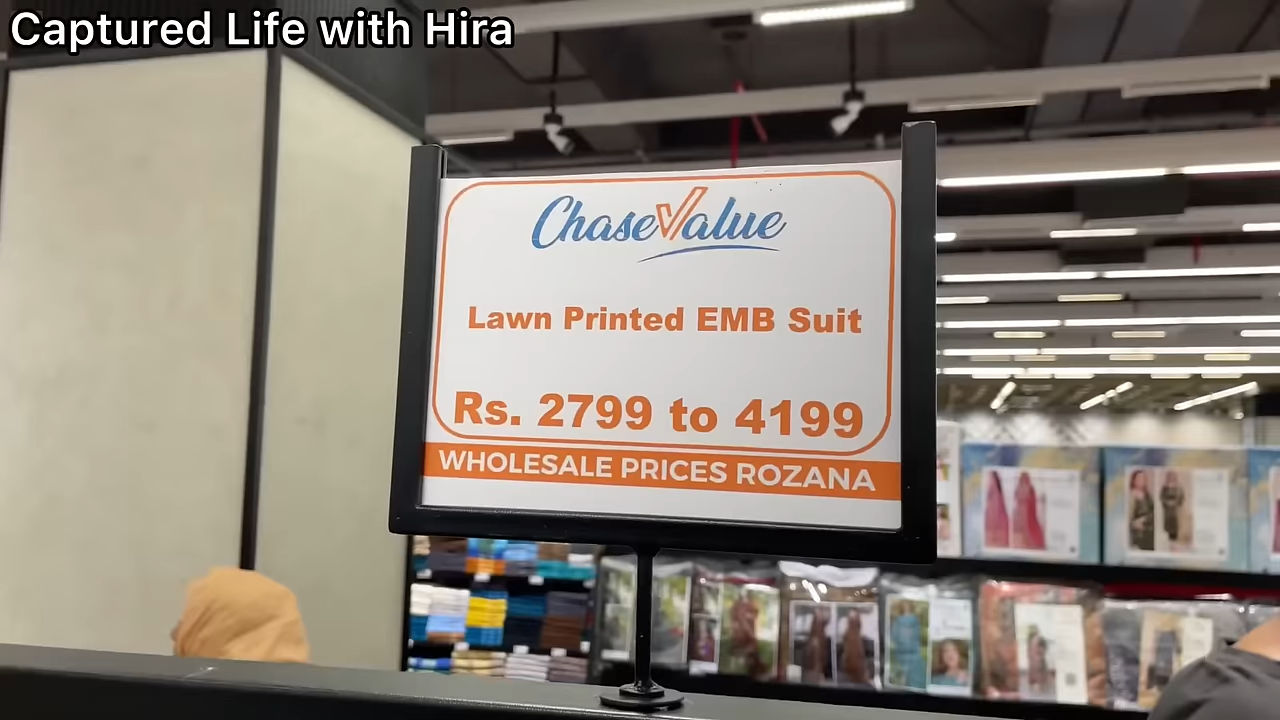 Captured Life with Hira
ChaseValue
Lawn Printed EMB Suit
Rs. 2799 to 4199
WHOLESALE PRICES ROZANA